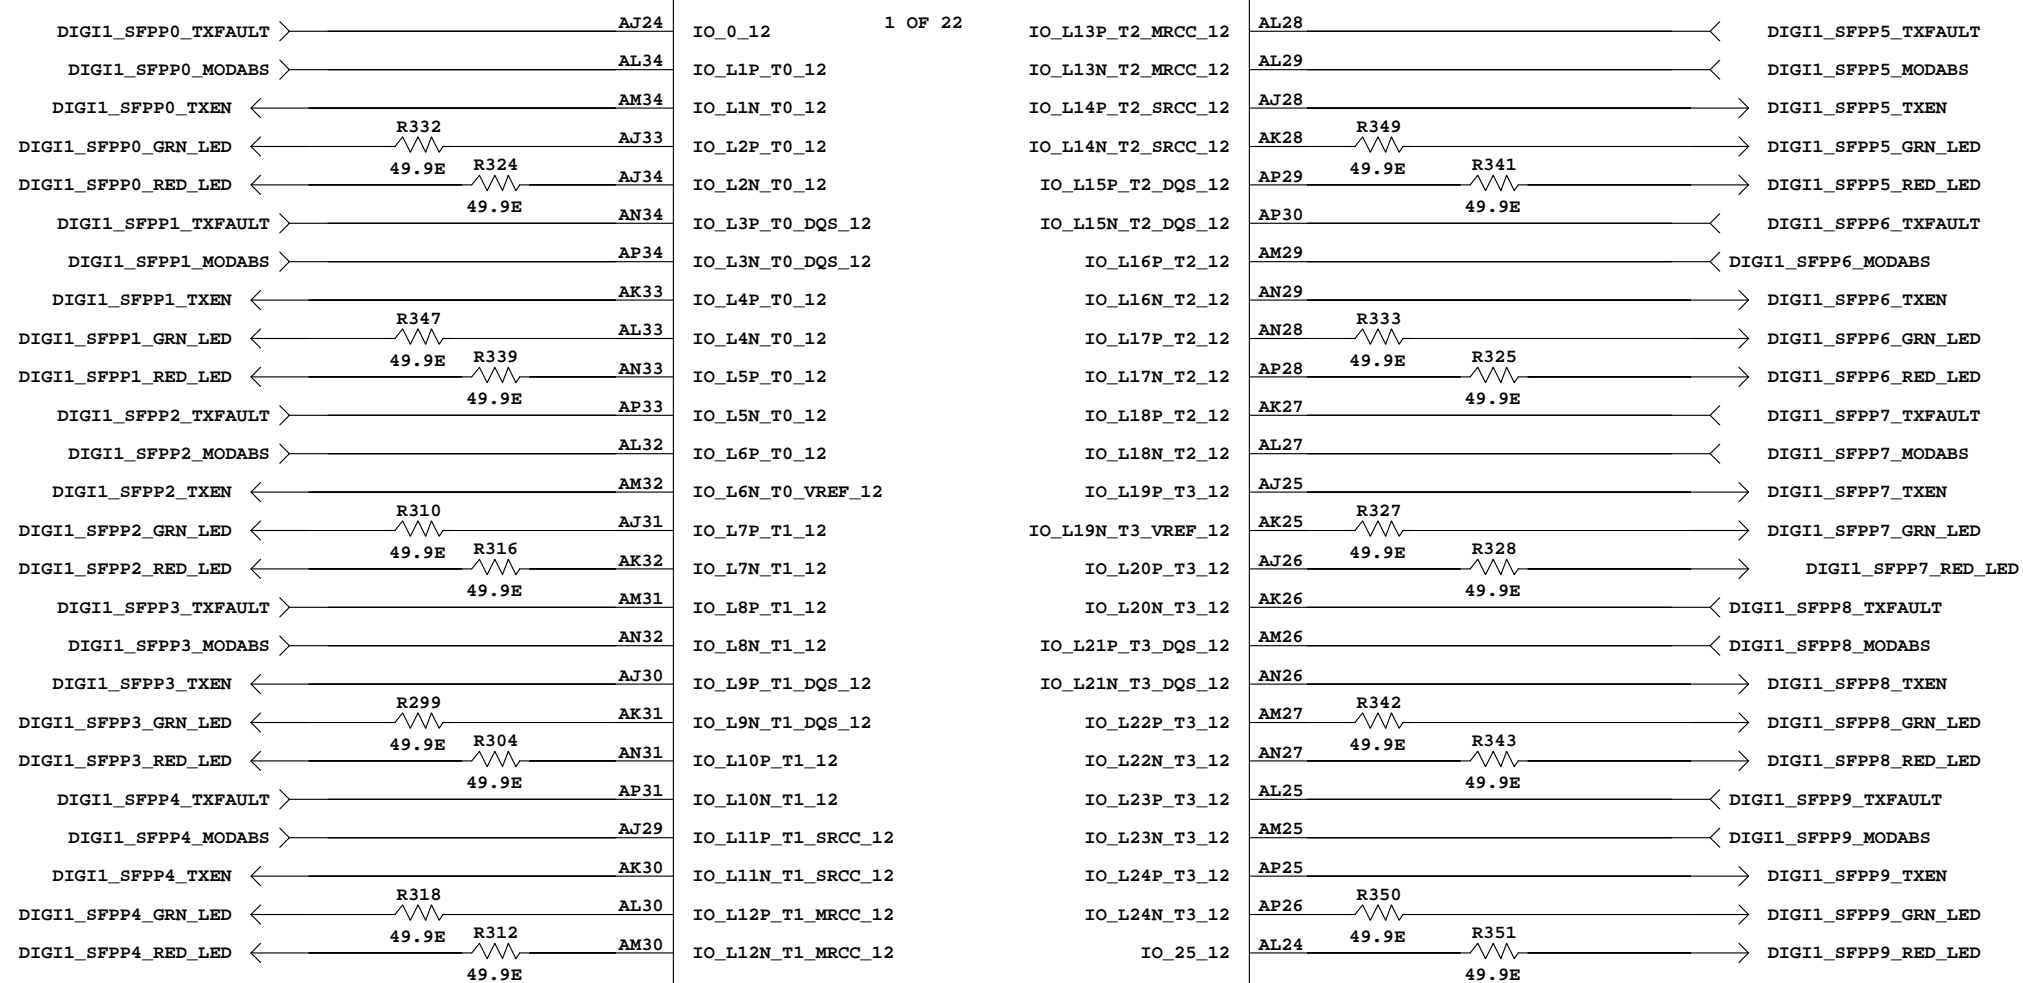 1 OF 22
DIGI1_SFPP0_TXFAULT AJ24 IO_0_12 IO_L13P_T2_MRCC_12 AL28 DIGI1_SFPP5_TXFAULT
DIGI1_SFPP0_MODABS AL34 IO_L1P_T0_12 IO_L13N_T2_MRCC_12 AL29 DIGI1_SFPP5_MODABS
DIGI1_SFPP0_TXEN AM34 IO_L1N_T0_12 IO_L14P_T2_SRCC_12 AJ28 DIGI1_SFPP5_TXEN
R332 R349
DIGI1_SFPP0_GRN_LED AJ33 IO_L2P_T0_12 IO_L14N_T2_SRCC_12 AK28 DIGI1_SFPP5_GRN_LED
49.9E R324 49.9E R341
DIGI1_SFPP0_RED_LED AJ34 IO_L2N_T0_12 IO_L15P_T2_DQS_12 AP29 DIGI1_SFPP5_RED_LED
49.9E 49.9E
DIGI1_SFPP1_TXFAULT AN34 IO_L3P_T0_DQS_12 IO_L15N_T2_DQS_12 AP30 DIGI1_SFPP6_TXFAULT
DIGI1_SFPP1_MODABS AP34 IO_L3N_T0_DQS_12 IO_L16P_T2_12 AM29 DIGI1_SFPP6_MODABS
DIGI1_SFPP1_TXEN AK33 IO_L4P_T0_12 IO_L16N_T2_12 AN29 DIGI1_SFPP6_TXEN
R347 R333
DIGI1_SFPP1_GRN_LED AL33 IO_L4N_T0_12 IO_L17P_T2_12 AN28 DIGI1_SFPP6_GRN_LED
49.9E R339 49.9E R325
DIGI1_SFPP1_RED_LED AN33 IO_L5P_T0_12 IO_L17N_T2_12 AP28 DIGI1_SFPP6_RED_LED
49.9E 49.9E
DIGI1_SFPP2_TXFAULT AP33 IO_L5N_T0_12 IO_L18P_T2_12 AK27 DIGI1_SFPP7_TXFAULT
DIGI1_SFPP2_MODABS AL32 IO_L6P_T0_12 IO_L18N_T2_12 AL27 DIGI1_SFPP7_MODABS
DIGI1_SFPP2_TXEN AM32 IO_L6N_T0_VREF_12 IO_L19P_T3_12 AJ25 DIGI1_SFPP7_TXEN
R310 R327
DIGI1_SFPP2_GRN_LED AJ31 IO_L7P_T1_12 IO_L19N_T3_VREF_12 AK25 DIGI1_SFPP7_GRN_LED
49.9E R316 49.9E R328
DIGI1_SFPP2_RED_LED AK32 IO_L7N_T1_12 IO_L20P_T3_12 AJ26 DIGI1_SFPP7_RED_LED
49.9E 49.9E
DIGI1_SFPP3_TXFAULT AM31 IO_L8P_T1_12 IO_L20N_T3_12 AK26 DIGI1_SFPP8_TXFAULT
DIGI1_SFPP3_MODABS AN32 IO_L8N_T1_12 IO_L21P_T3_DQS_12 AM26 DIGI1_SFPP8_MODABS
DIGI1_SFPP3_TXEN AJ30 IO_L9P_T1_DQS_12 IO_L21N_T3_DQS_12 AN26 DIGI1_SFPP8_TXEN
R299 R342
DIGI1_SFPP3_GRN_LED AK31 IO_L9N_T1_DQS_12 IO_L22P_T3_12 AM27 DIGI1_SFPP8_GRN_LED
49.9E R304 49.9E R343
DIGI1_SFPP3_RED_LED AN31 IO_L10P_T1_12 IO_L22N_T3_12 AN27 DIGI1_SFPP8_RED_LED
49.9E 49.9E
DIGI1_SFPP4_TXFAULT AP31 IO_L10N_T1_12 IO_L23P_T3_12 AL25 DIGI1_SFPP9_TXFAULT
DIGI1_SFPP4_MODABS AJ29 IO_L11P_T1_SRCC_12 IO_L23N_T3_12 AM25 DIGI1_SFPP9_MODABS
DIGI1_SFPP4_TXEN AK30 IO_L11N_T1_SRCC_12 IO_L24P_T3_12 AP25 DIGI1_SFPP9_TXEN
R318 R350
DIGI1_SFPP4_GRN_LED AL30 IO_L12P_T1_MRCC_12 IO_L24N_T3_12 AP26 DIGI1_SFPP9_GRN_LED
49.9E R312 49.9E R351
DIGI1_SFPP4_RED_LED AM30 IO_L12N_T1_MRCC_12 IO_25_12 AL24 DIGI1_SFPP9_RED_LED
49.9E 49.9E